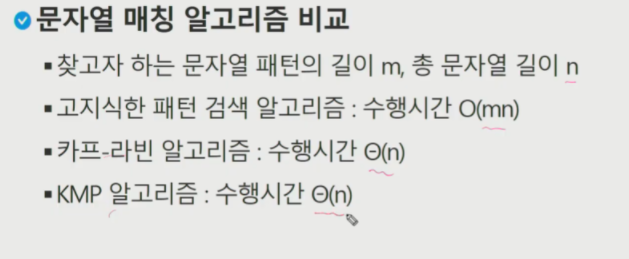 문자열 매칭 알고리즘 비교
▪ 찾고자 하는 문자열 패턴의 길이 m, 총 문자열 길이 n
▪ 고지식한 패턴 검색 알고리즘 : 수행시간 O(mn)
▪ 카프-라빈 알고리즘 : 수행시간 Θ(n)
▪ KMP 알고리즘 : 수행시간 Θ(n)